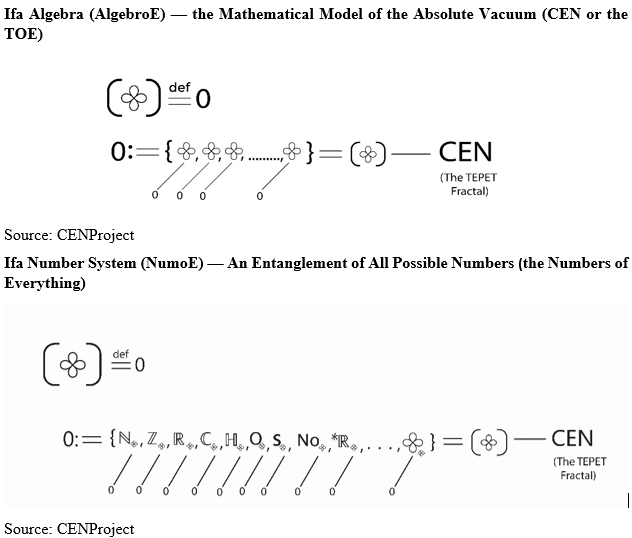 Ifa Algebra (AlgebroE) — the Mathematical Model of the Absolute Vacuum (CEN or the
TOE)
(✣) def= 0
0:= {✣, ✣, ✣, .........., ✣} = (✣) — CEN
0 0 0 0
(The TEPET
Fractal)
Source: CENProject
Ifa Number System (NumoE) — An Entanglement of All Possible Numbers (the Numbers of
Everything)
(✣) def= 0
0:= {ℕ✣, ℤ✣, ℝ✣, ℂ✣, ℍ✣, 𝕆✣, 𝕊✣, No✣, *ℝ✣, . . . ., ✣✣} = (✣) — CEN
0 0 0 0 0 0 0 0 0 0
(The TEPET
Fractal)
Source: CENProject